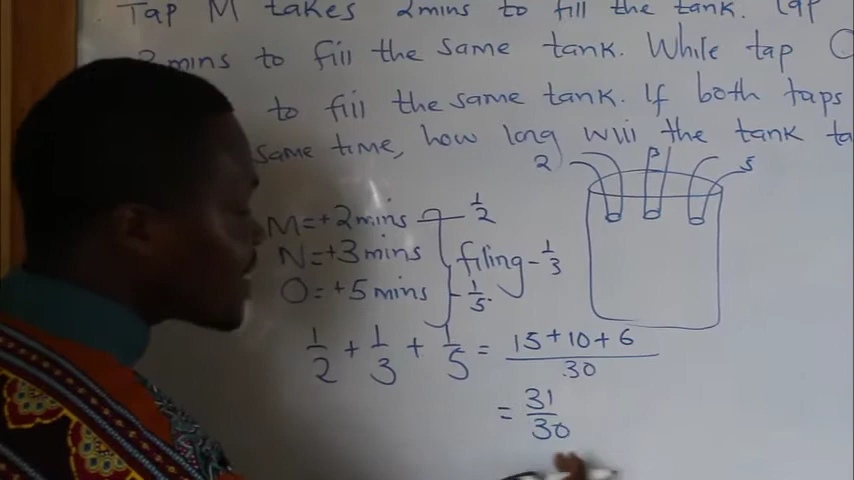 Tap M takes 2mins to fill the tank. Tap
mins to fill the same tank. While tap O
to fill the same tank. If both taps
same time, how long will the tank ta
2 3 5
M=+2mins 1/2
N=+3mins filing - 1/3
O=+5mins - 1/5
1/2 + 1/3 + 1/5 = 15+10+6/30
= 31/30